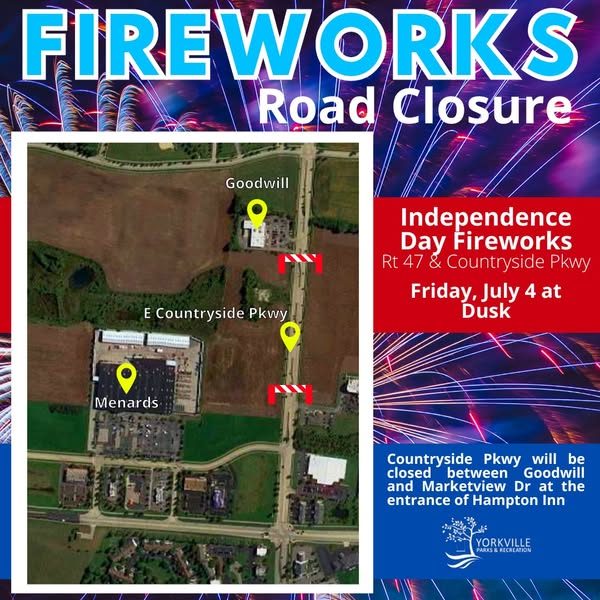 FIREWORKS
Road Closure
Goodwill
E Countryside Pkwy
Menards
Independence
Day Fireworks
Rt 47 & Countryside Pkwy
Friday, July 4 at
Dusk
Countryside Pkwy will be
closed between Goodwill
and Marketview Dr at the
entrance of Hampton Inn
YORKVILLE
PARKS & RECREATION